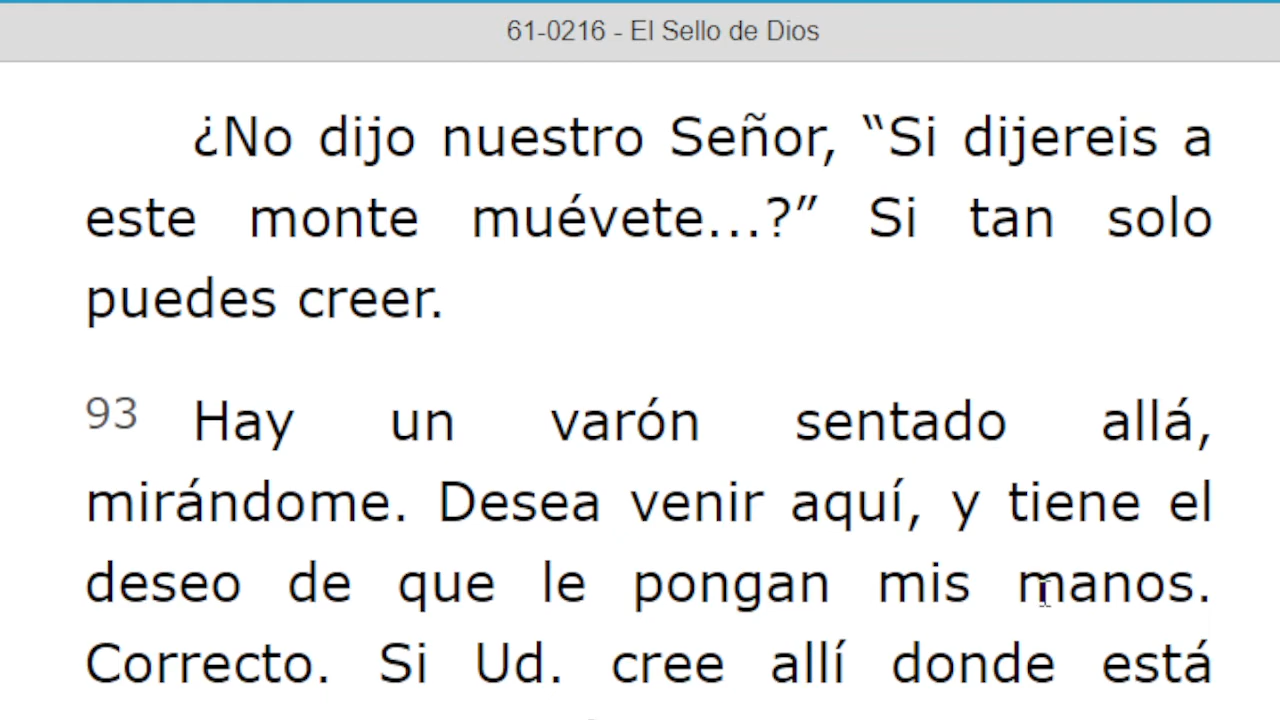 61-0216 - El Sello de Dios
¿No dijo nuestro Señor, “Si dijereis a
este monte muévete...?” Si tan solo
puedes creer.
93 Hay un varón sentado allá,
mirándome. Desea venir aquí, y tiene el
deseo de que le pongan mis manos.
Correcto. Si Ud. cree allí donde está